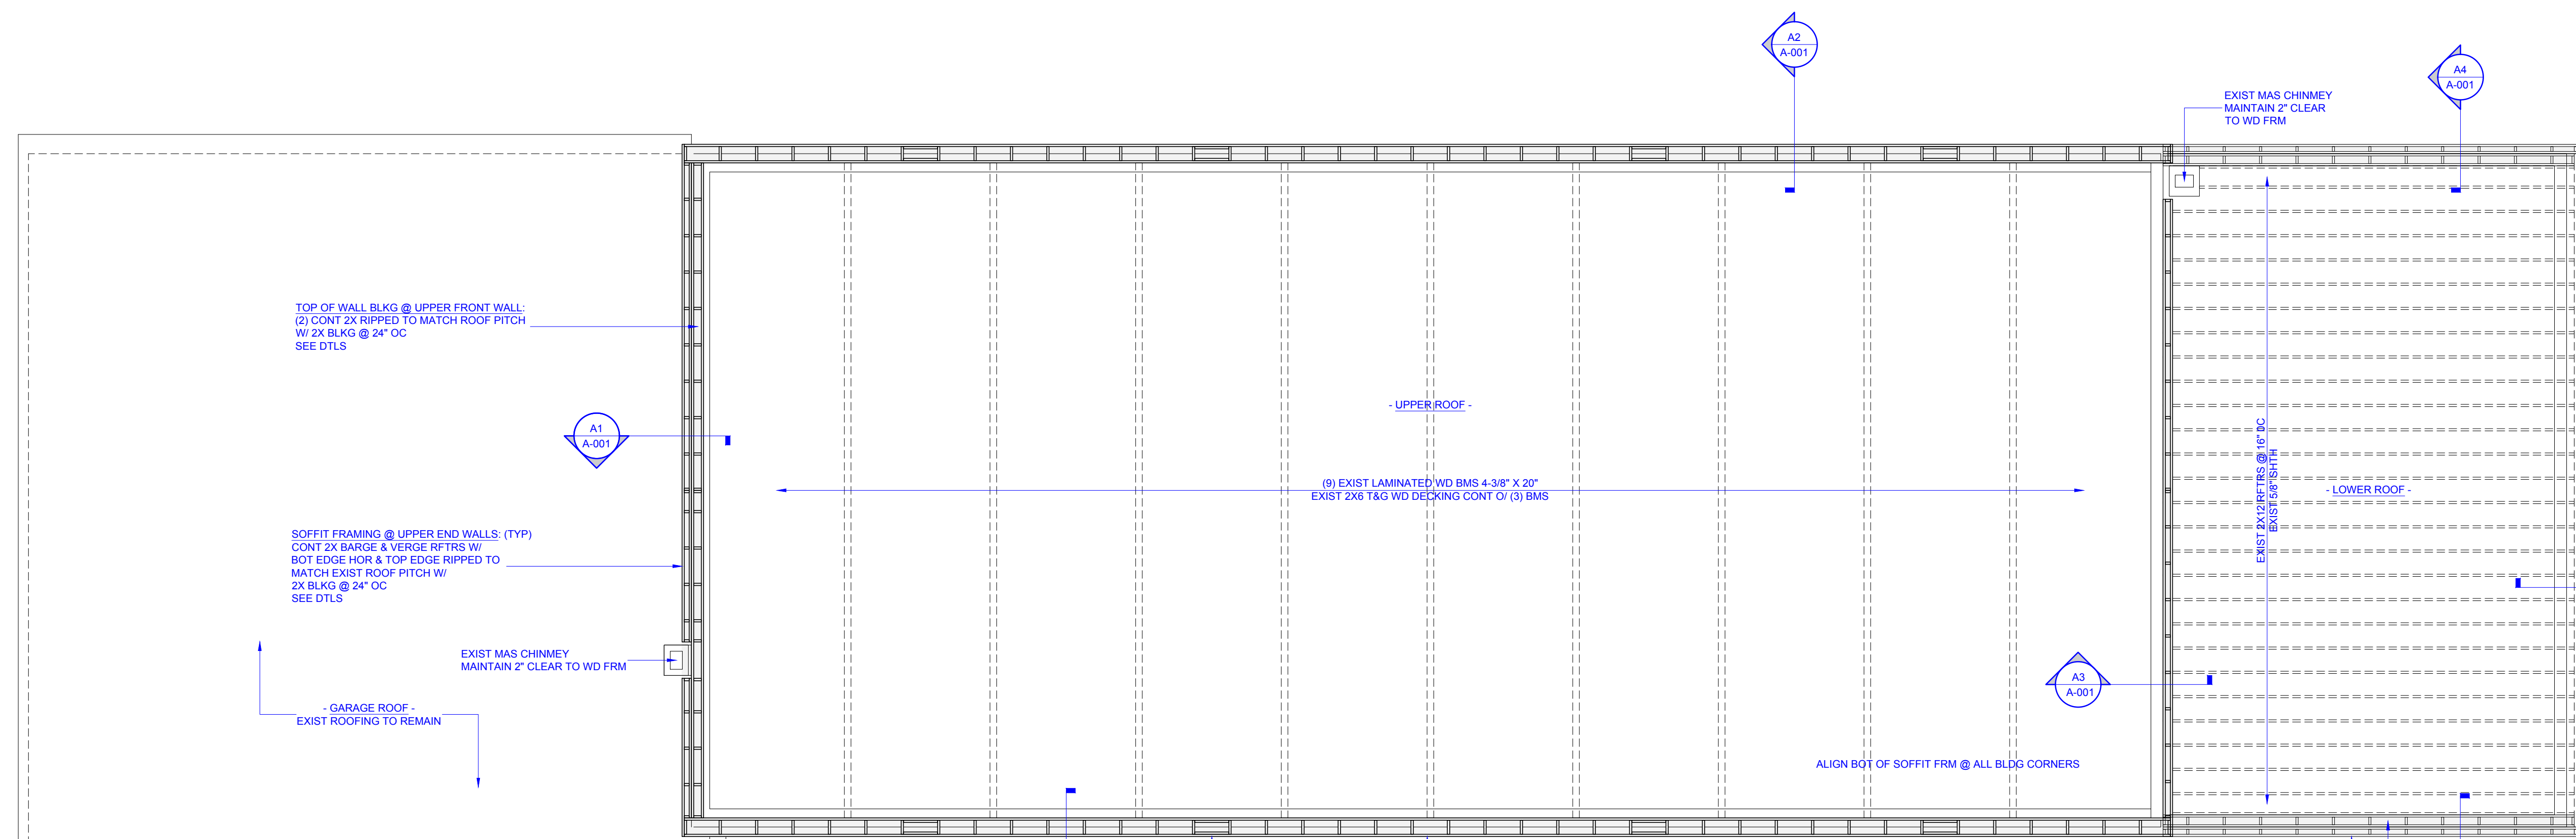 A2
A-001
A4
A-001
EXIST MAS CHINMEY
MAINTAIN 2" CLEAR
TO WD FRM
TOP OF WALL BLKG @ UPPER FRONT WALL:
(2) CONT 2X RIPPED TO MATCH ROOF PITCH
W/ 2X BLKG @ 24" OC
SEE DTLS
- UPPER ROOF -
A1
A-001
(9) EXIST LAMINATED WD BMS 4-3/8" X 20"
EXIST 2X6 T&G WD DECKING CONT O/ (3) BMS
EXIST 2X12 RFTRS @ 16" OC
EXIST 5/8" SHTH
- LOWER ROOF -
SOFFIT FRAMING @ UPPER END WALLS: (TYP)
CONT 2X BARGE & VERGE RFTRS W/
BOT EDGE HOR & TOP EDGE RIPPED TO
MATCH EXIST ROOF PITCH W/
2X BLKG @ 24" OC
SEE DTLS
EXIST MAS CHINMEY
MAINTAIN 2" CLEAR TO WD FRM
A3
A-001
- GARAGE ROOF -
EXIST ROOFING TO REMAIN
ALIGN BOT OF SOFFIT FRM @ ALL BLDG CORNERS